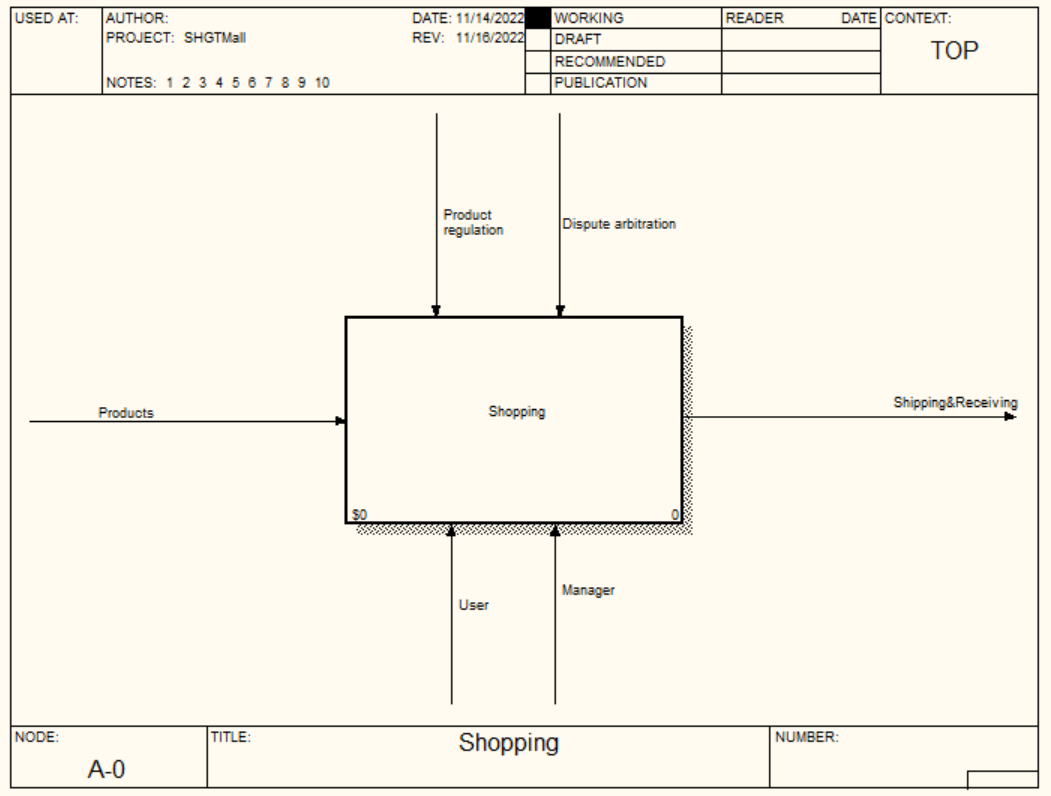 USED AT:
AUTHOR:
DATE: 11/14/2022
PROJECT: SHGTMall
REV: 11/16/2022
NOTES: 1 2 3 4 5 6 7 8 9 10
WORKING
DRAFT
RECOMMENDED
PUBLICATION
READER
DATE
CONTEXT:
TOP
Product
regulation
Dispute arbitration
Products
Shopping
Shipping&Receiving
$0
0
User
Manager
NODE:
A-0
TITLE:
Shopping
NUMBER: